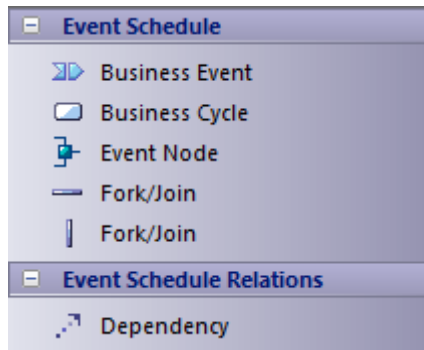 Event Schedule
Business Event
Business Cycle
Event Node
Fork/Join
Fork/Join
Event Schedule Relations
Dependency